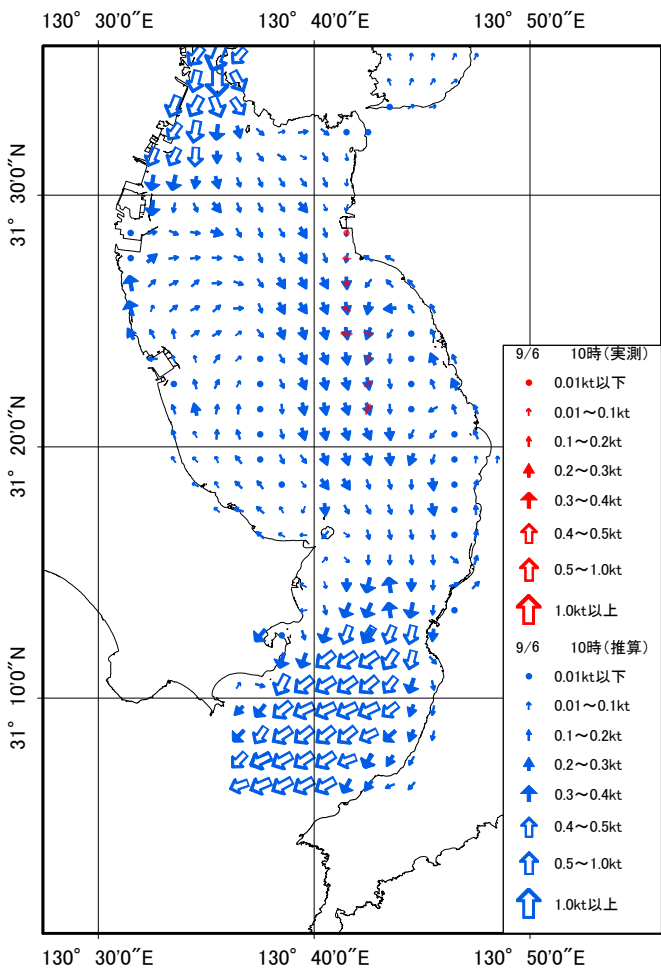 130° 30′0″E 130° 40′0″E 130° 50′0″E
31° 30′0″N
31° 20′0″N
31° 10′0″N
9/6 10時(実測)
0.01kt以下
0.01～0.1kt
0.1～0.2kt
0.2～0.3kt
0.3～0.4kt
0.4～0.5kt
0.5～1.0kt
1.0kt以上
9/6 10時(推算)
0.01kt以下
0.01～0.1kt
0.1～0.2kt
0.2～0.3kt
0.3～0.4kt
0.4～0.5kt
0.5～1.0kt
1.0kt以上
130° 30′0″E 130° 40′0″E 130° 50′0″E